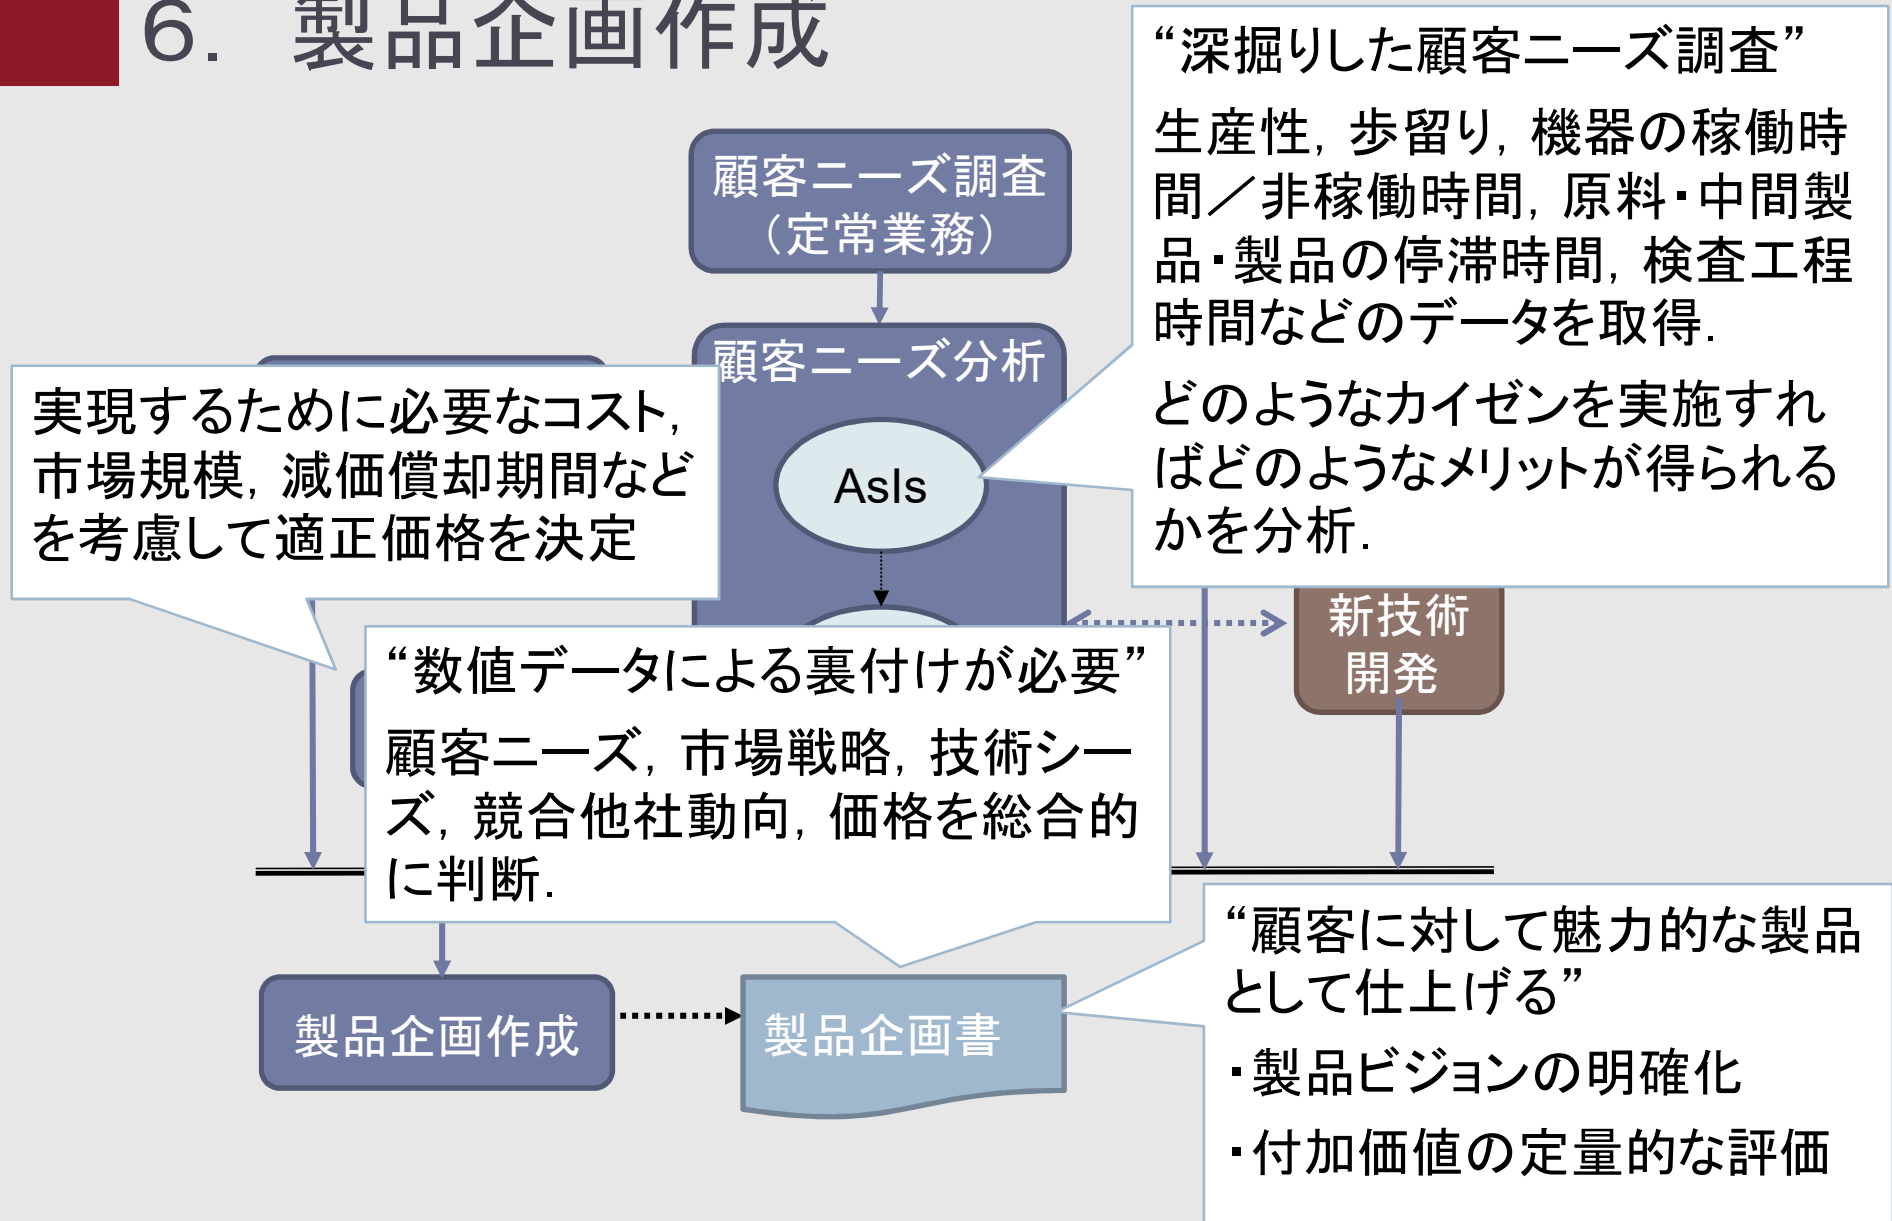 6. 製品企画作成
“深掘りした顧客ニーズ調査”
生産性，歩留り，機器の稼働時
間／非稼働時間，原料・中間製
品・製品の停滞時間，検査工程
時間などのデータを取得．
どのようなカイゼンを実施すれ
ばどのようなメリットが得られる
かを分析．
顧客ニーズ調査
（定常業務）
顧客ニーズ分析
AsIs
実現するために必要なコスト，
市場規模，減価償却期間など
を考慮して適正価格を決定
新技術
開発
“数値データによる裏付けが必要”
顧客ニーズ，市場戦略，技術シー
ズ，競合他社動向，価格を総合的
に判断．
製品企画作成
製品企画書
“顧客に対して魅力的な製品
として仕上げる”
・製品ビジョンの明確化
・付加価値の定量的な評価